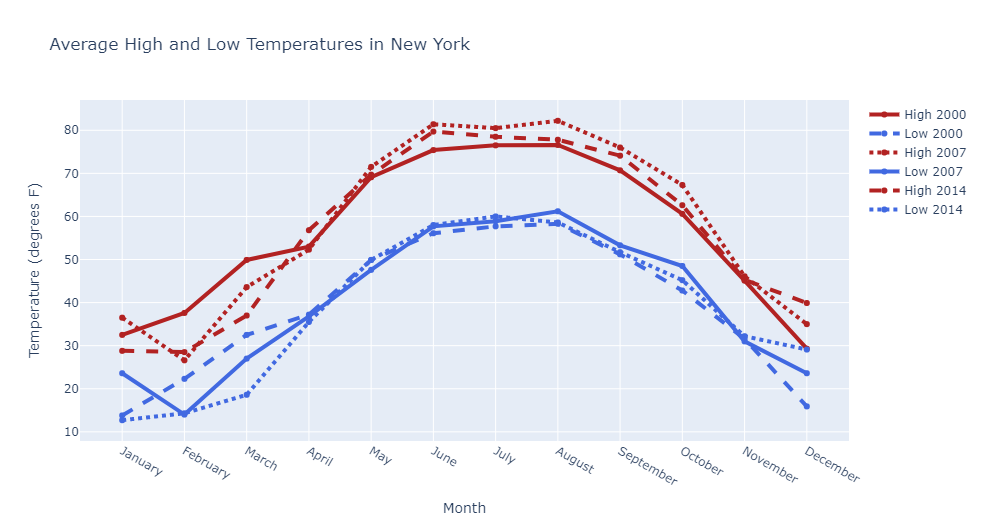 Average High and Low Temperatures in New York
High 2000
Low 2000
High 2007
Low 2007
High 2014
Low 2014
Temperature (degrees F)
80
70
60
50
40
30
20
10
January
February
March
April
May
June
July
August
September
October
November
December
Month